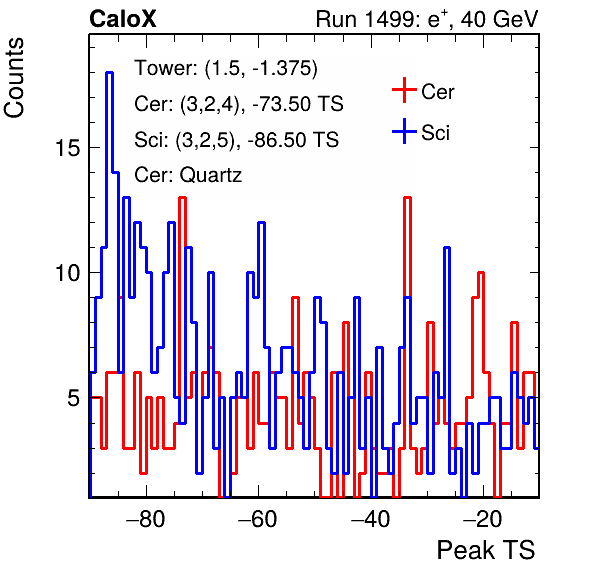 CaloX Run 1499: e⁺, 40 GeV
Counts
Tower: (1.5, -1.375)
Cer: (3,2,4), -73.50 TS
Sci: (3,2,5), -86.50 TS
Cer: Quartz
Cer
Sci
15
10
5
−80 −60 −40 −20
Peak TS